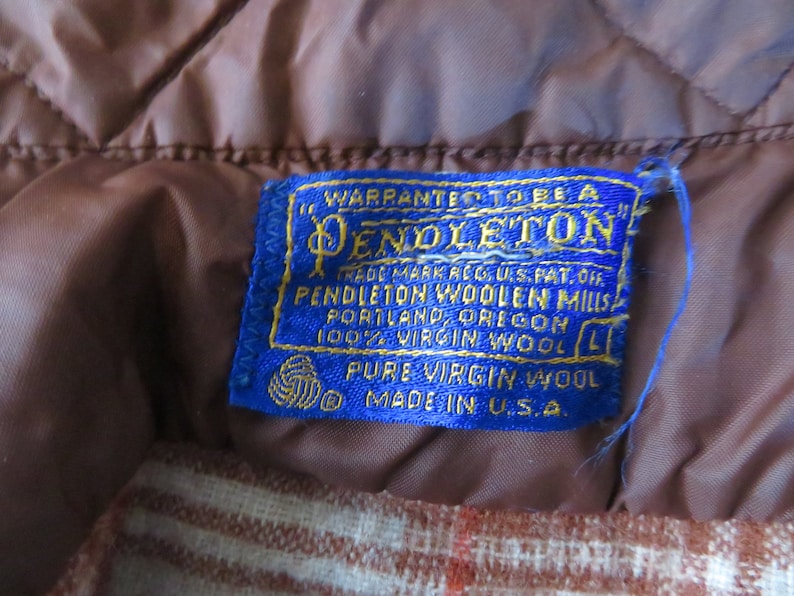 WARRANTED TO BE A
"PENDLETON"
TRADE MARK REG. U.S. PAT. OFF.
PENDLETON WOOLEN MILLS
PORTLAND, OREGON
100% VIRGIN WOOL L
PURE VIRGIN WOOL
® MADE IN U.S.A.